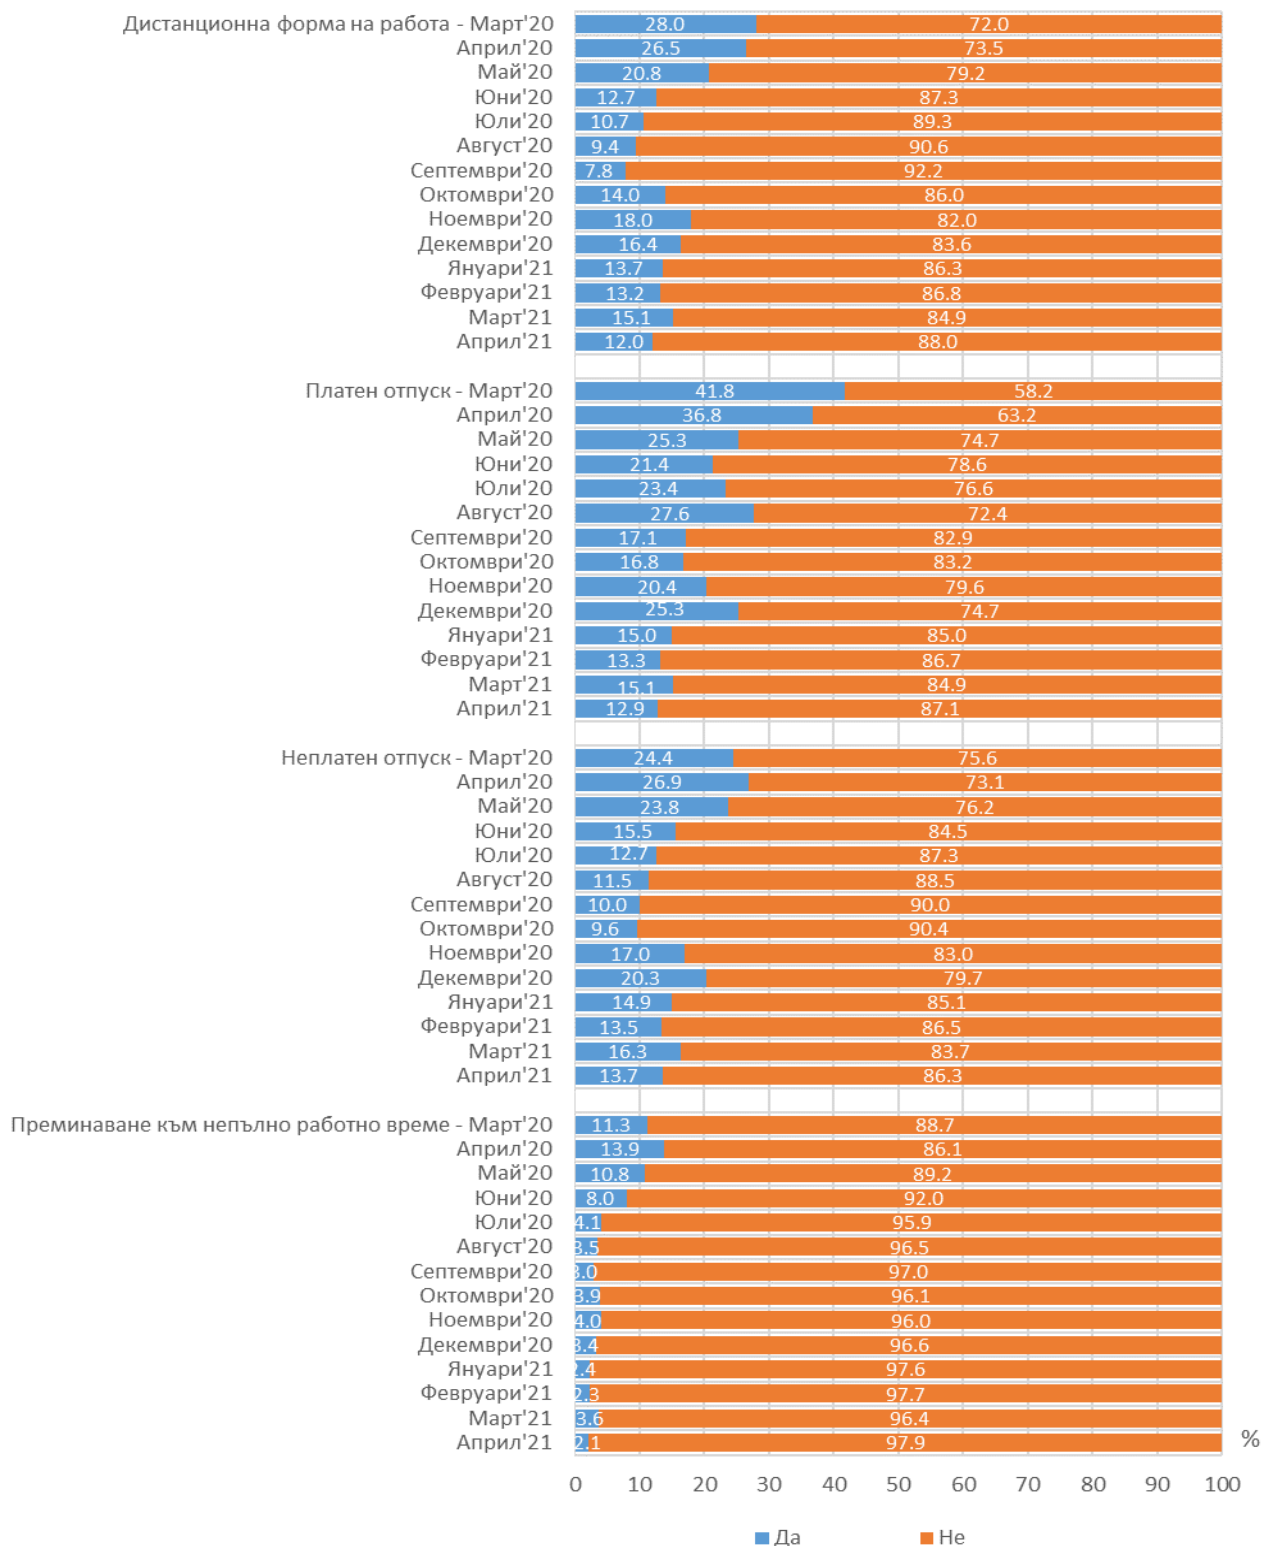 Дистанционна форма на работа - Март'20 28.0 72.0
Април'20 26.5 73.5
Май'20 20.8 79.2
Юни'20 12.7 87.3
Юли'20 10.7 89.3
Август'20 9.4 90.6
Септември'20 7.8 92.2
Октомври'20 14.0 86.0
Ноември'20 18.0 82.0
Декември'20 16.4 83.6
Януари'21 13.7 86.3
Февруари'21 13.2 86.8
Март'21 15.1 84.9
Април'21 12.0 88.0
Платен отпуск - Март'20 41.8 58.2
Април'20 36.8 63.2
Май'20 25.3 74.7
Юни'20 21.4 78.6
Юли'20 23.4 76.6
Август'20 27.6 72.4
Септември'20 17.1 82.9
Октомври'20 16.8 83.2
Ноември'20 20.4 79.6
Декември'20 25.3 74.7
Януари'21 15.0 85.0
Февруари'21 13.3 86.7
Март'21 15.1 84.9
Април'21 12.9 87.1
Неплатен отпуск - Март'20 24.4 75.6
Април'20 26.9 73.1
Май'20 23.8 76.2
Юни'20 15.5 84.5
Юли'20 12.7 87.3
Август'20 11.5 88.5
Септември'20 10.0 90.0
Октомври'20 9.6 90.4
Ноември'20 17.0 83.0
Декември'20 20.3 79.7
Януари'21 14.9 85.1
Февруари'21 13.5 86.5
Март'21 16.3 83.7
Април'21 13.7 86.3
Преминаване към непълно работно време - Март'20 11.3 88.7
Април'20 13.9 86.1
Май'20 10.8 89.2
Юни'20 8.0 92.0
Юли'20 4.1 95.9
Август'20 3.5 96.5
Септември'20 3.0 97.0
Октомври'20 3.9 96.1
Ноември'20 4.0 96.0
Декември'20 3.4 96.6
Януари'21 2.4 97.6
Февруари'21 2.3 97.7
Март'21 3.6 96.4
Април'21 2.1 97.9 %
0 10 20 30 40 50 60 70 80 90 100
Да Не